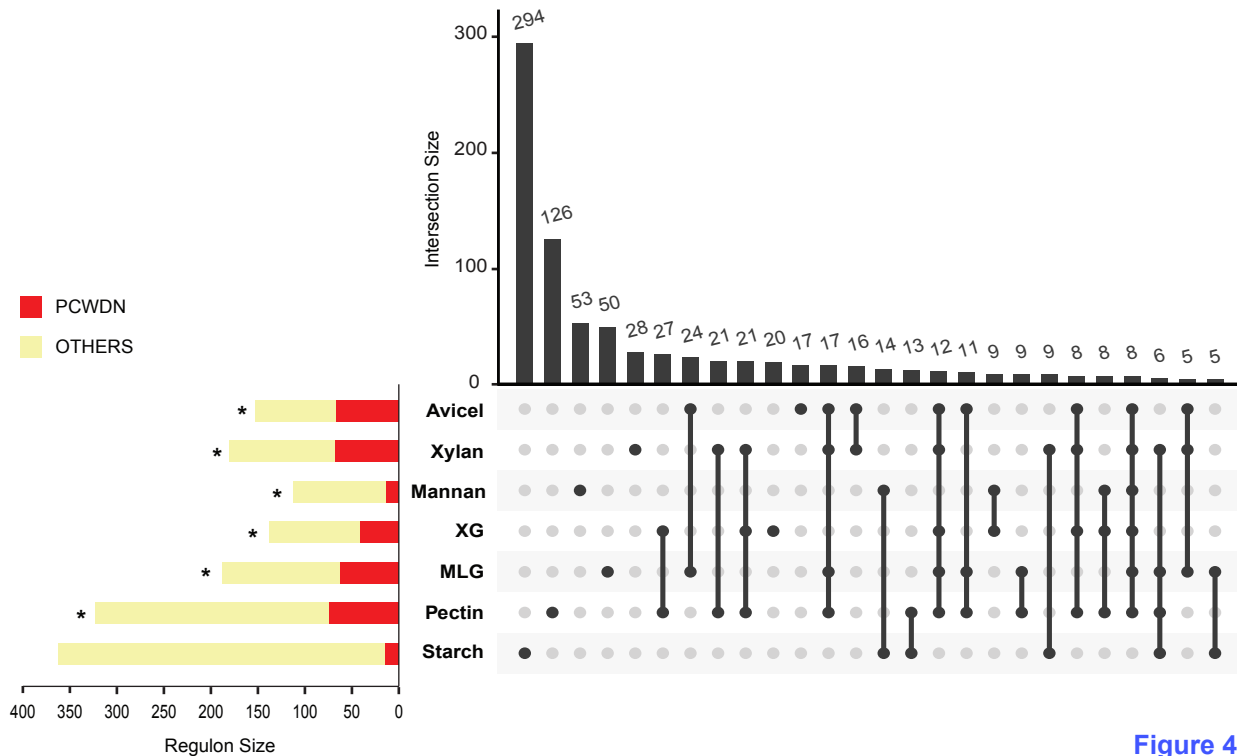 294
300
126
200
100
0
53
50
28
27
24
21
21
20
17
17
16
14
13
12
11
9
9
9
8
8
8
6
5
5
Intersection Size
PCWDN
OTHERS
* Avicel
* Xylan
* Mannan
* XG
* MLG
* Pectin
Starch
400 350 300 250 200 150 100 50 0
Regulon Size
Figure 4